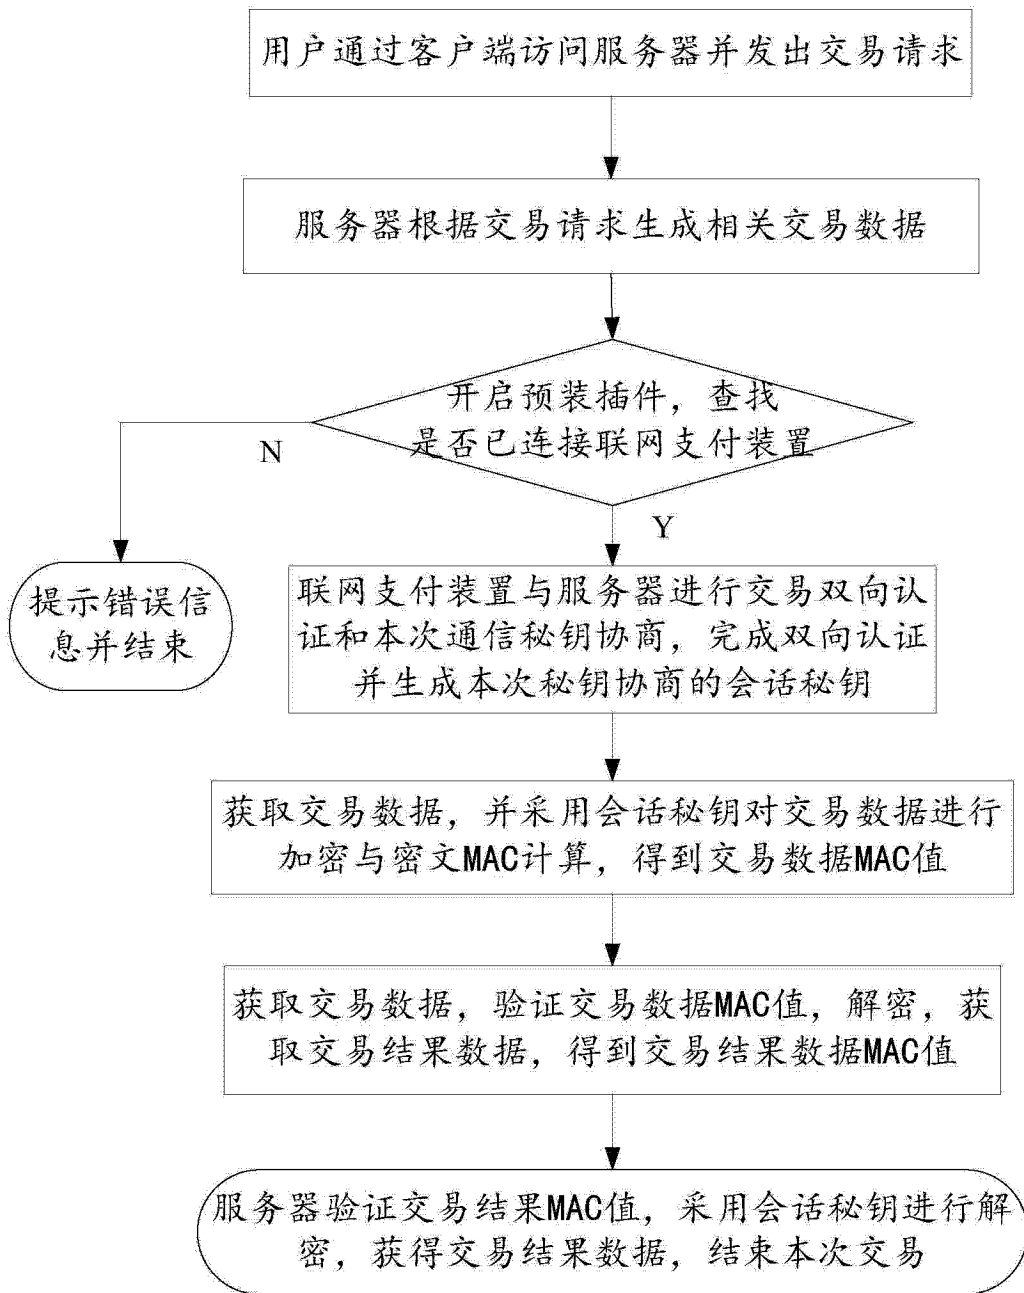 用户通过客户端访问服务器并发出交易请求
服务器根据交易请求生成相关交易数据
开启预装插件，查找
是否已连接联网支付装置
N
Y
提示错误信
息并结束
联网支付装置与服务器进行交易双向认
证和本次通信秘钥协商，完成双向认证
并生成本次秘钥协商的会话秘钥
获取交易数据，并采用会话秘钥对交易数据进行
加密与密文MAC计算，得到交易数据MAC值
获取交易数据，验证交易数据MAC值，解密，获
取交易结果数据，得到交易结果数据MAC值
服务器验证交易结果MAC值，采用会话秘钥进行解
密，获得交易结果数据，结束本次交易